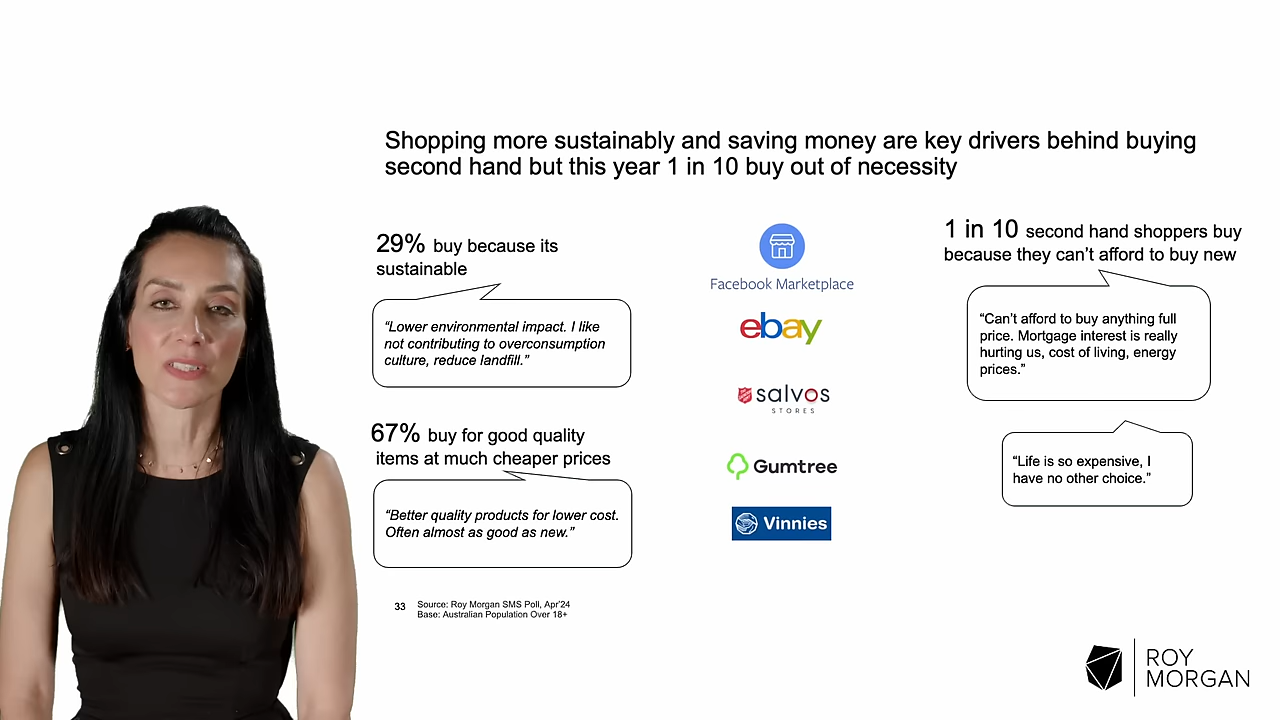 Shopping more sustainably and saving money are key drivers behind buying
second hand but this year 1 in 10 buy out of necessity
29% buy because its
sustainable
“Lower environmental impact. I like
not contributing to overconsumption
culture, reduce landfill.”
67% buy for good quality
items at much cheaper prices
“Better quality products for lower cost.
Often almost as good as new.”
Facebook Marketplace
ebay
salvos
STORES
Gumtree
Vinnies
1 in 10 second hand shoppers buy
because they can’t afford to buy new
“Can’t afford to buy anything full
price. Mortgage interest is really
hurting us, cost of living, energy
prices.”
“Life is so expensive, I
have no other choice.”
33 Source: Roy Morgan SMS Poll, Apr’24
Base: Australian Population Over 18+
ROY
MORGAN